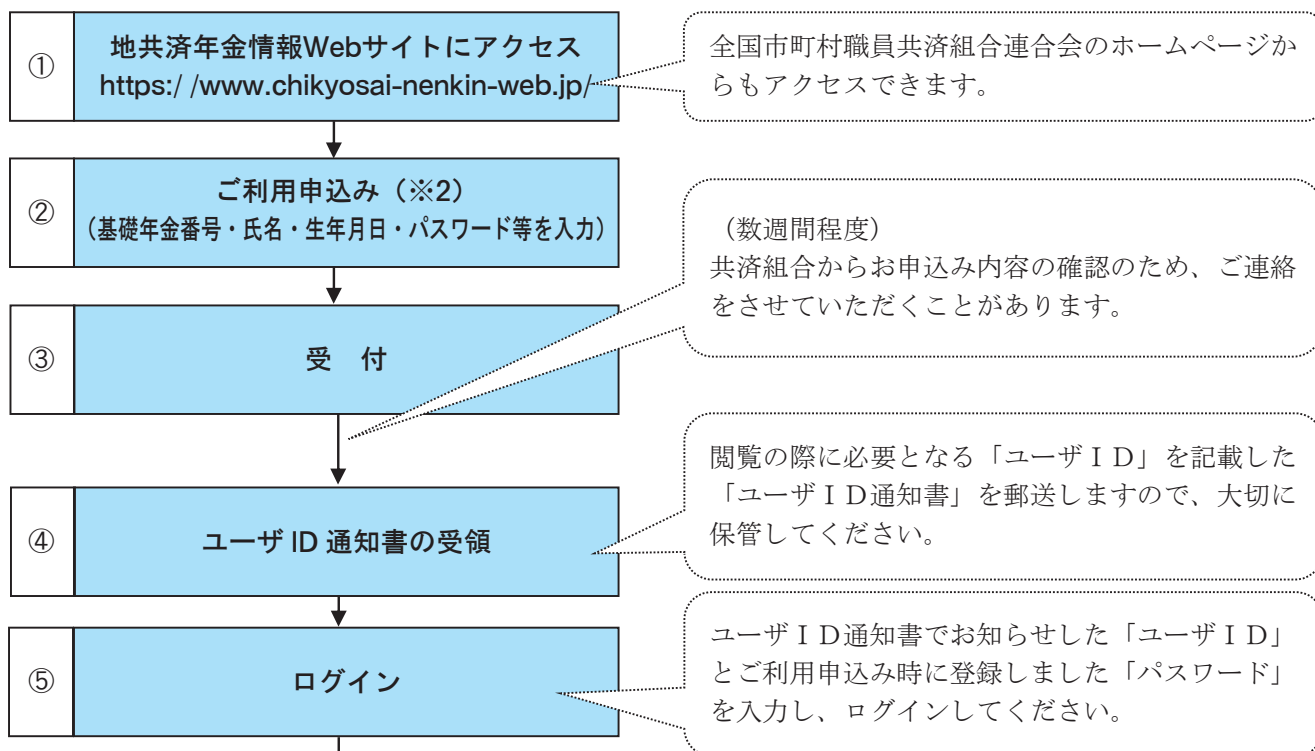 ①
地共済年金情報Webサイトにアクセス
https://www.chikyosai-nenkin-web.jp/
全国市町村職員共済組合連合会のホームページか
らもアクセスできます。
②
ご利用申込み（※2）
（基礎年金番号・氏名・生年月日・パスワード等を入力）
（数週間程度）
共済組合からお申込み内容の確認のため、ご連絡
をさせていただくことがあります。
③
受　付
閲覧の際に必要となる「ユーザＩＤ」を記載した
「ユーザＩＤ通知書」を郵送しますので、大切に
保管してください。
④
ユーザ ID 通知書の受領
ユーザＩＤ通知書でお知らせした「ユーザＩＤ」
とご利用申込み時に登録しました「パスワード」
を入力し、ログインしてください。
⑤
ログイン